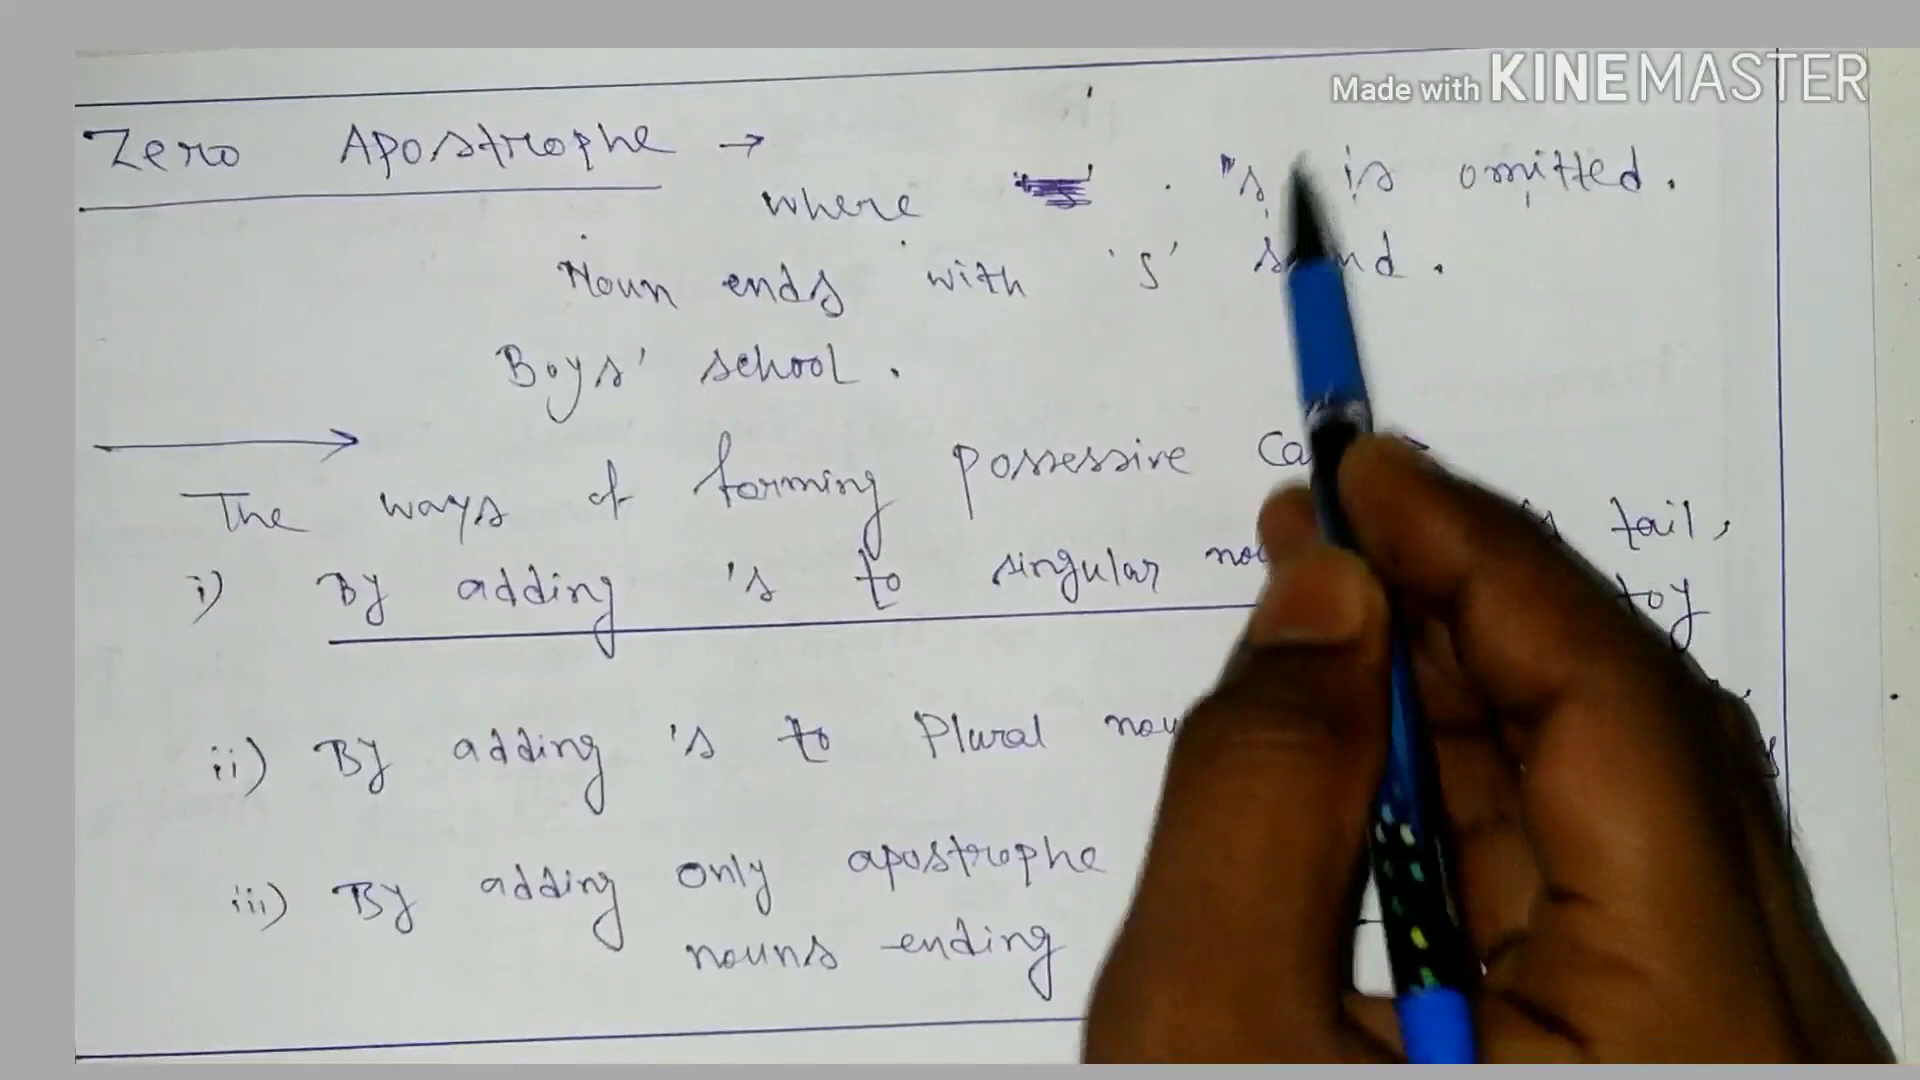 Made with KINEMASTER
Zero Apostrophe →
where 's is omitted.
Noun ends with 's' sound.
Boys' school.
The ways of forming possessive
i) By adding 's to singular tail,
toy
ii) By adding 's to Plural
iii) By adding only apostrophe
nouns ending